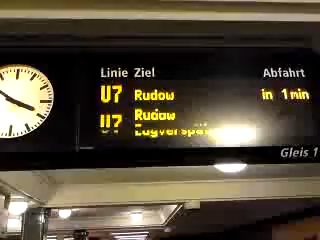 Linie Ziel Abfahrt
U7 Rudow in 1 min
U7 Rudow
Gleis 1